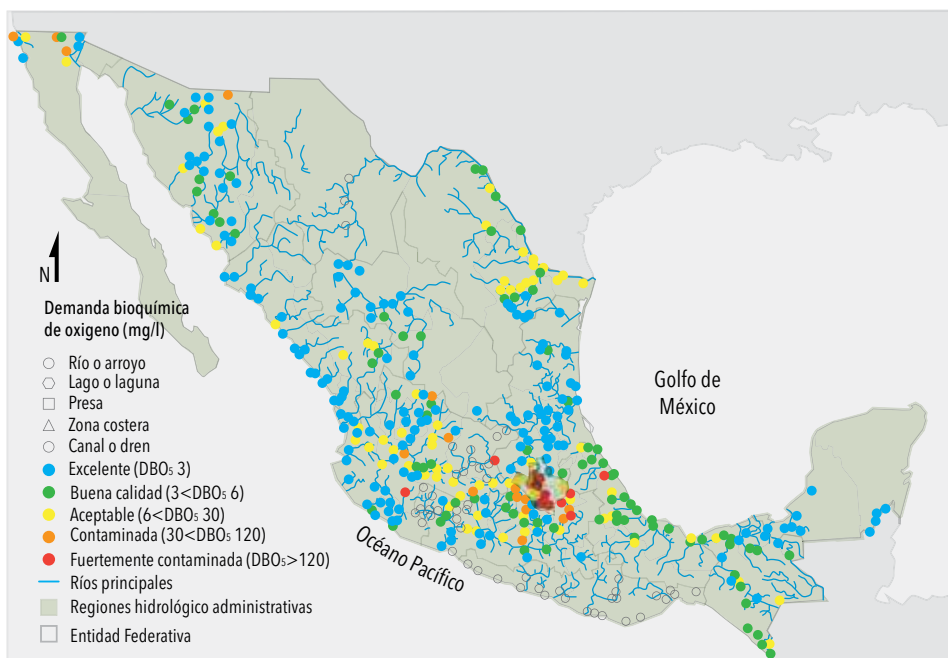 N
Demanda bioquímica
de oxigeno (mg/l)
Río o arroyo
Lago o laguna
Presa
Zona costera
Canal o dren
Excelente (DBO₅ 3)
Buena calidad (3<DBO₅ 6)
Aceptable (6<DBO₅ 30)
Contaminada (30<DBO₅ 120)
Fuertemente contaminada (DBO₅>120)
Ríos principales
Regiones hidrológico administrativas
Entidad Federativa
Golfo de
México
Océano Pacífico